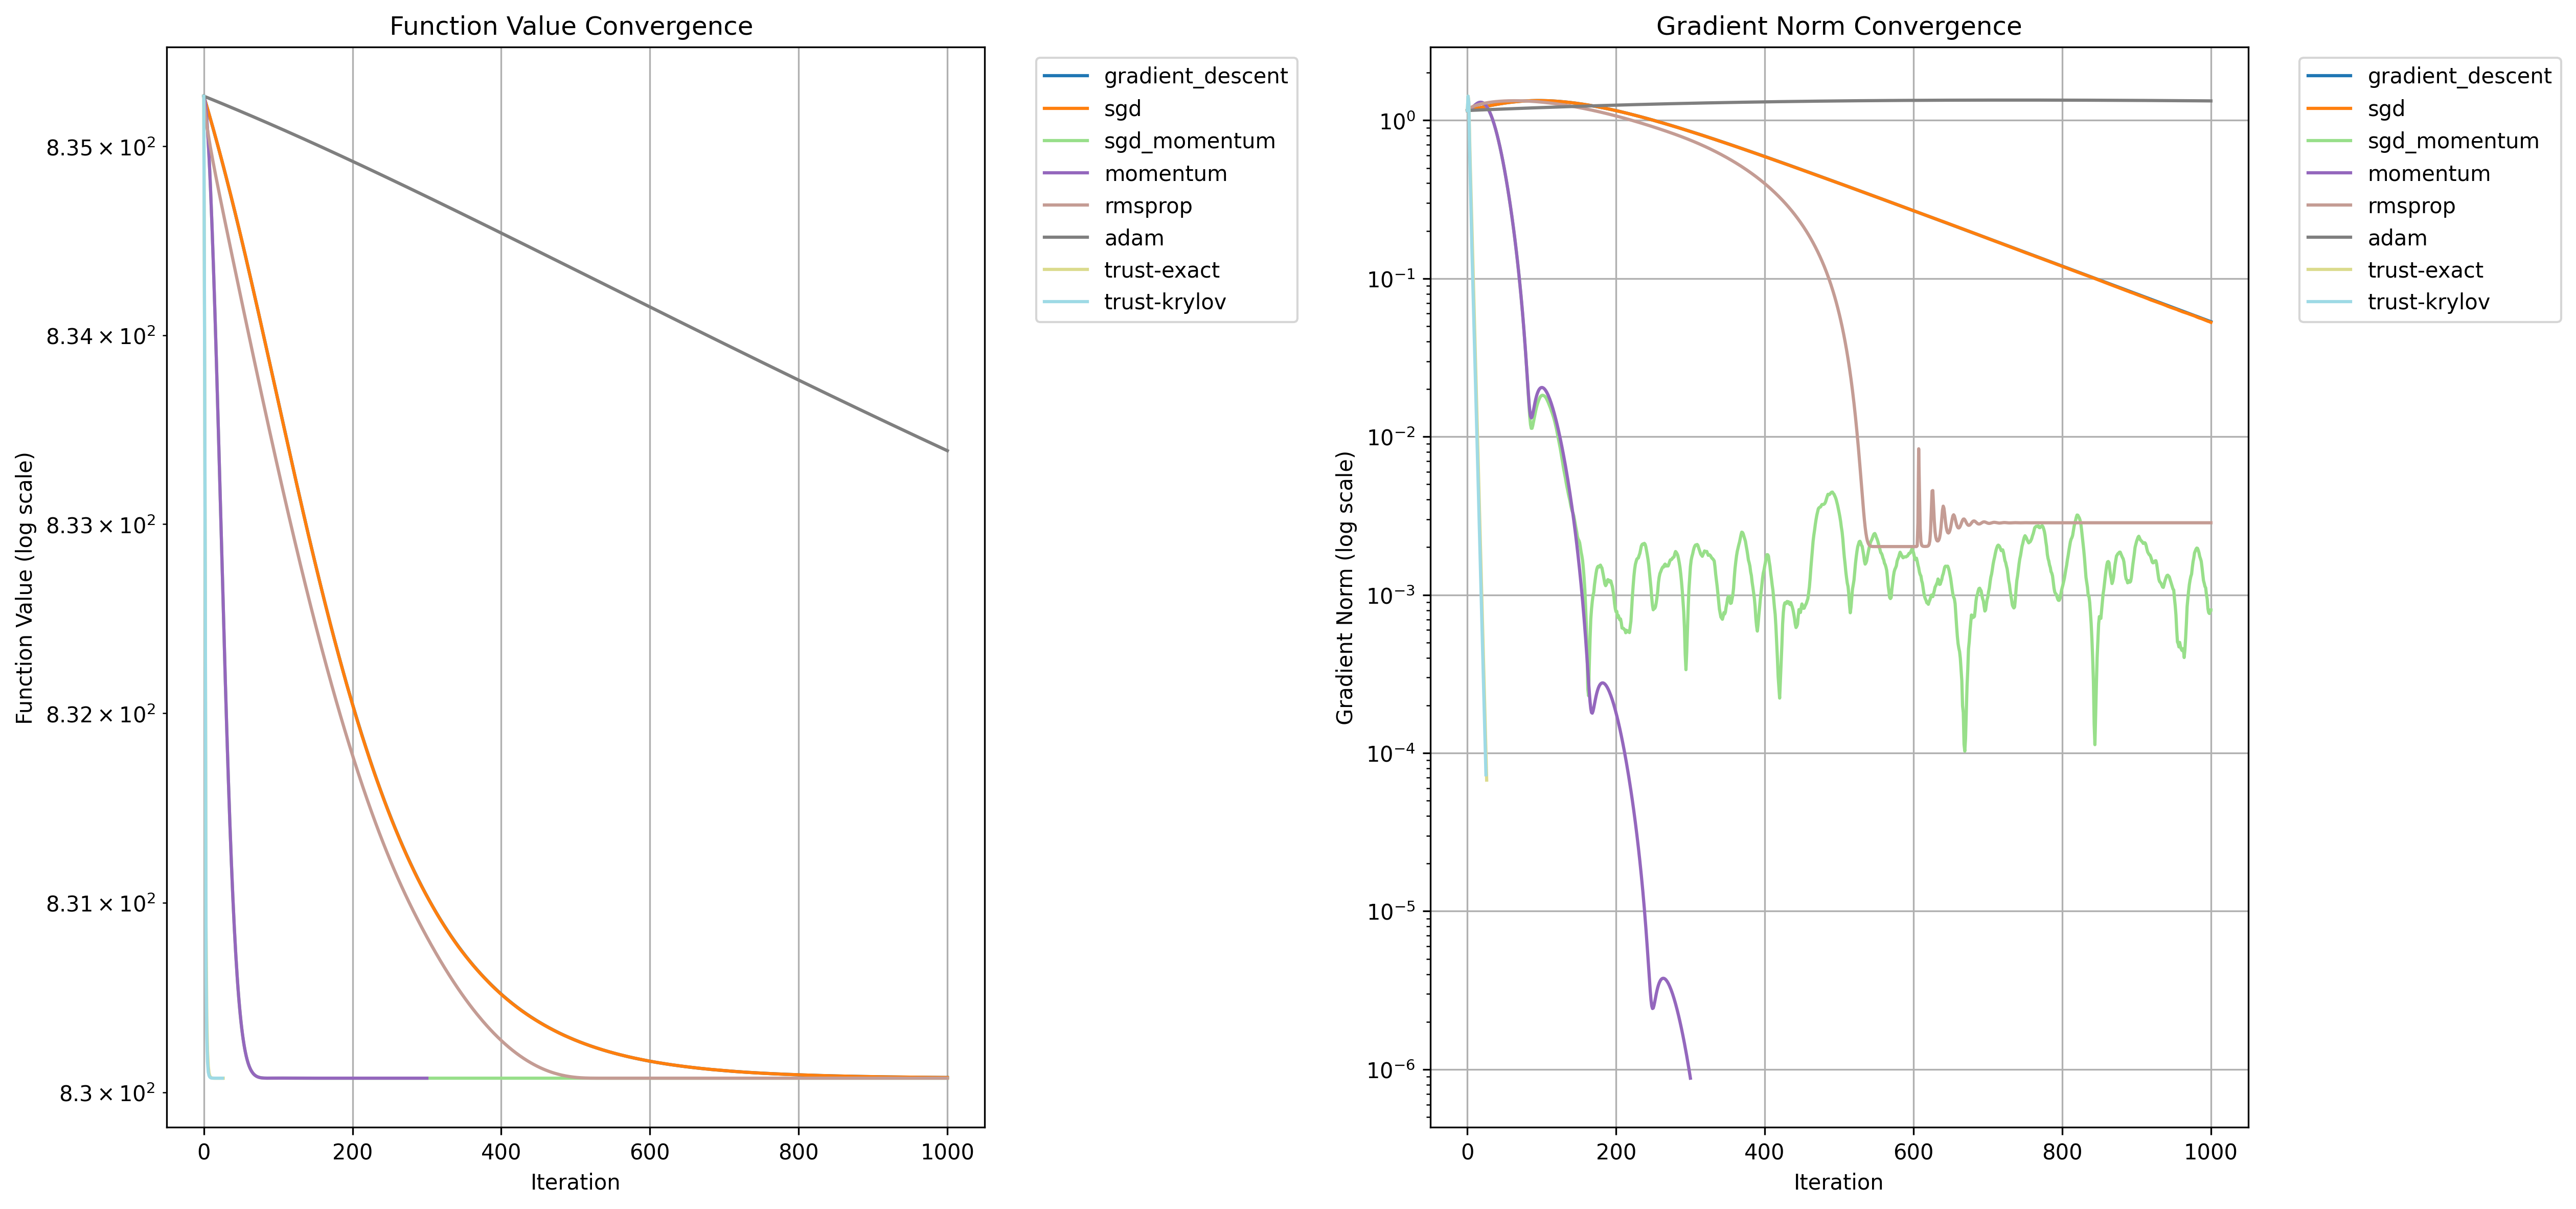 Function Value Convergence
Function Value (log scale)
8.35 × 10²
8.34 × 10²
8.33 × 10²
8.32 × 10²
8.31 × 10²
8.3 × 10²
0 200 400 600 800 1000
Iteration
gradient_descent
sgd
sgd_momentum
momentum
rmsprop
adam
trust-exact
trust-krylov
Gradient Norm Convergence
Gradient Norm (log scale)
10⁰
10⁻¹
10⁻²
10⁻³
10⁻⁴
10⁻⁵
10⁻⁶
0 200 400 600 800 1000
Iteration
gradient_descent
sgd
sgd_momentum
momentum
rmsprop
adam
trust-exact
trust-krylov